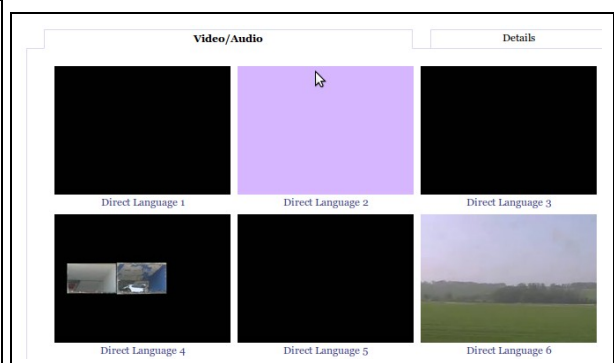 Video/Audio
Details
Direct Language 1
Direct Language 2
Direct Language 3
Direct Language 4
Direct Language 5
Direct Language 6